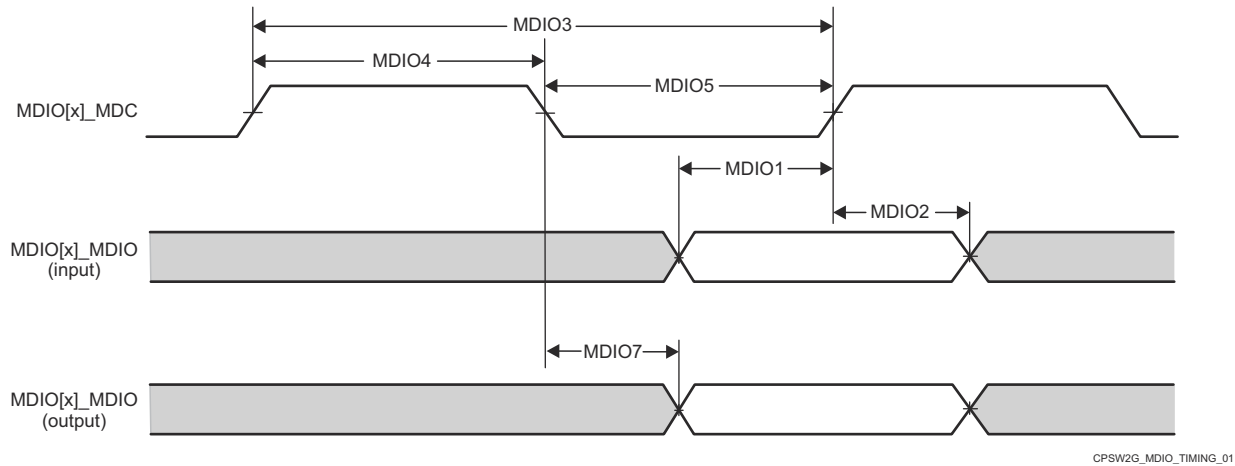 MDIO3
MDIO4
MDIO5
MDIO[x]_MDC
MDIO1
MDIO2
MDIO[x]_MDIO
(input)
MDIO7
MDIO[x]_MDIO
(output)
CPSW2G_MDIO_TIMING_01